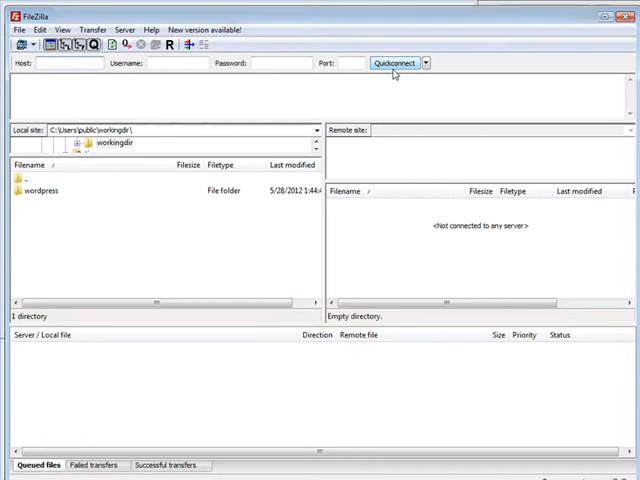 FileZilla
File Edit View Transfer Server Help New version available!
Host: Username: Password: Port: Quickconnect
Local site: C:\Users\public\workingdir\
workingdir
Filename / Filesize Filetype Last modified
..
wordpress File folder 5/28/2012 1:44:
1 directory
Remote site:
Filename / Filesize Filetype Last modified
<Not connected to any server>
Empty directory.
Server / Local file Direction Remote file Size Priority Status
Queued files Failed transfers Successful transfers